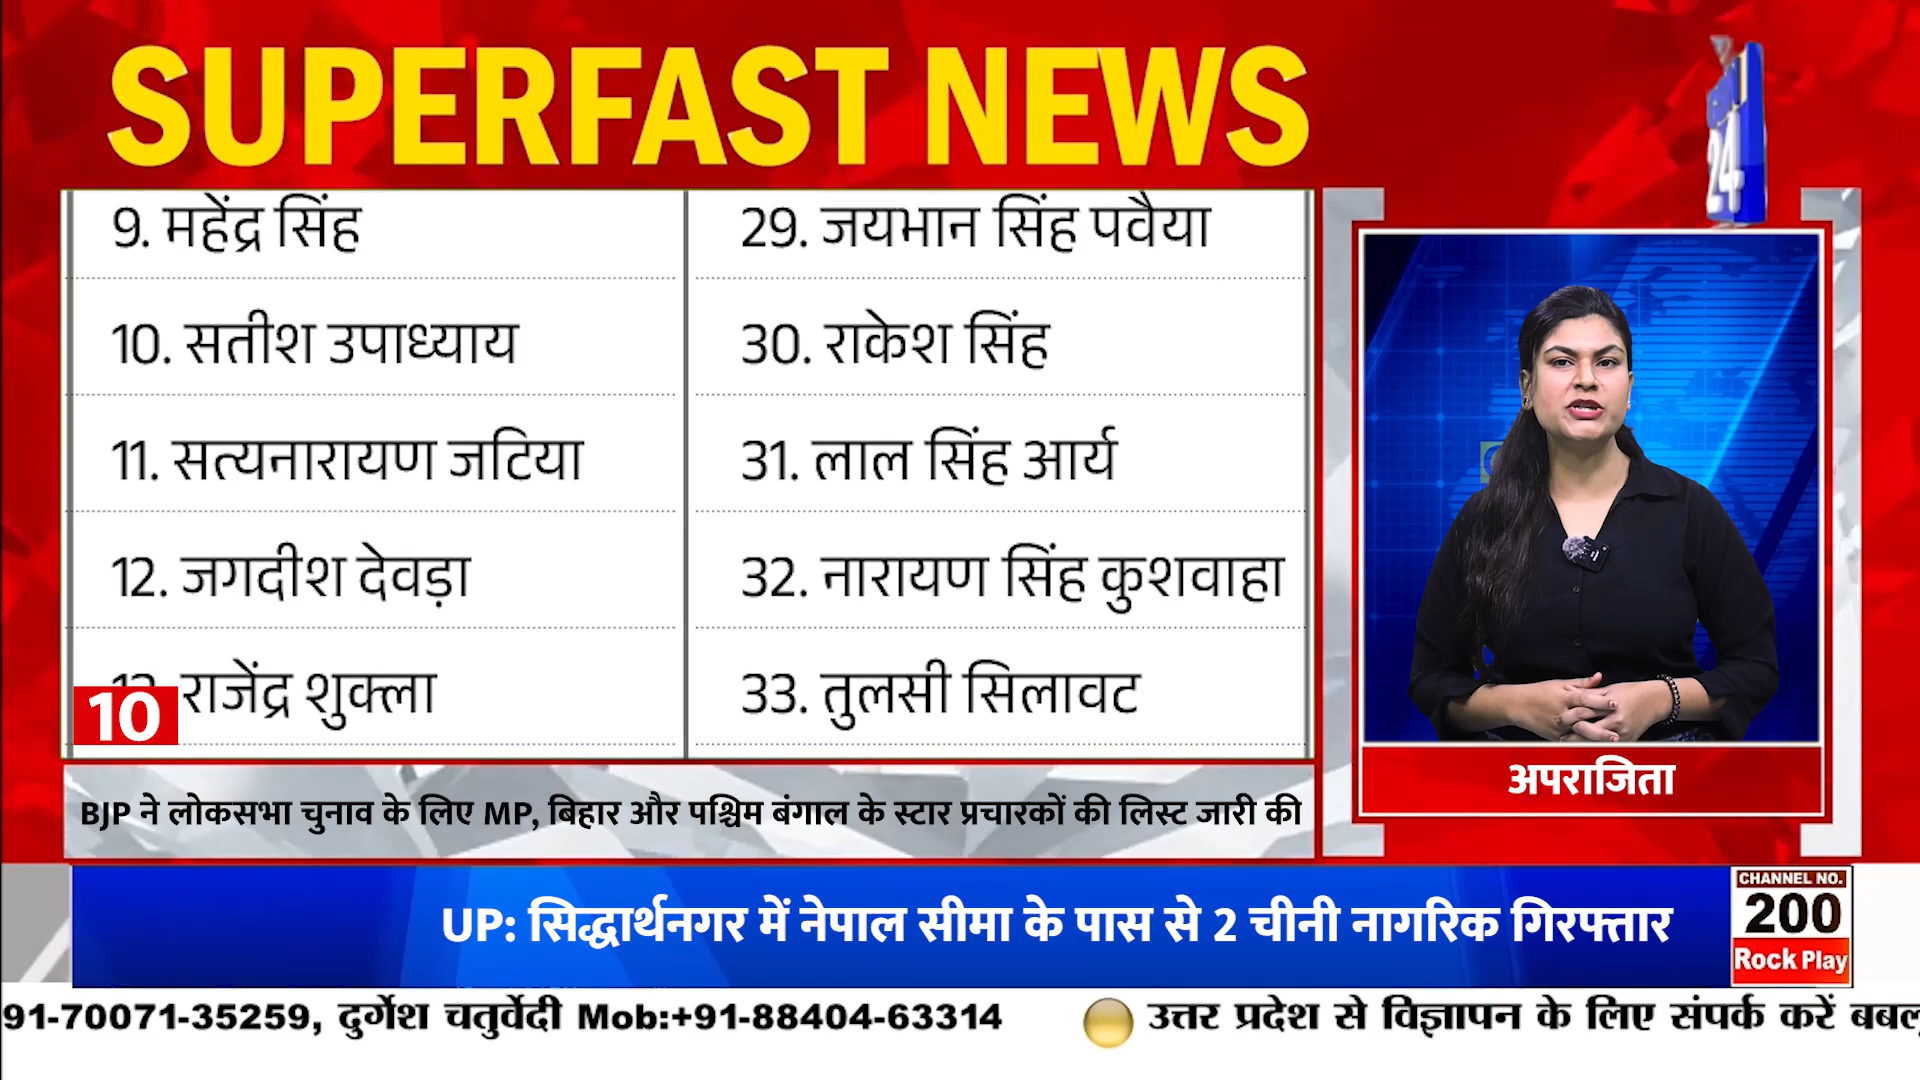 SUPERFAST NEWS
24
9. महेंद्र सिंह
10. सतीश उपाध्याय
11. सत्यनारायण जटिया
12. जगदीश देवड़ा
राजेंद्र शुक्ला
29. जयभान सिंह पवैया
30. राकेश सिंह
31. लाल सिंह आर्य
32. नारायण सिंह कुशवाहा
33. तुलसी सिलावट
10
अपराजिता
BJP ने लोकसभा चुनाव के लिए MP, बिहार और पश्चिम बंगाल के स्टार प्रचारकों की लिस्ट जारी की
UP: सिद्धार्थनगर में नेपाल सीमा के पास से 2 चीनी नागरिक गिरफ्तार
CHANNEL NO.
200
Rock Play
91-70071-35259, दुर्गेश चतुर्वेदी Mob:+91-88404-63314 उत्तर प्रदेश से विज्ञापन के लिए संपर्क करें